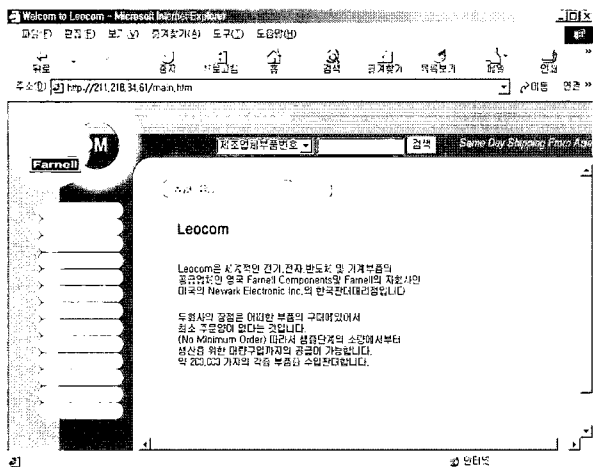 Welcom to Leocom - Microsoft Internet Explorer
파일(F) 편집(E) 보기(V) 즐겨찾기(A) 도구(T) 도움말(H)
뒤로 중지 새로고침 홈 검색 즐겨찾기 목록보기 메일 인쇄
주소(D) http://211.218.34.61/main.htm 이동 연결 »
M
Farnell
제조업체부품번호 검색 Same Day Shipping From
Leocom
Leocom은 세계적인 전기,전자,반도체 및 기계부품의
공급업체인 영국 Farnell Components및 Farnell의 자회사인
미국의 Newark Electronic Inc.의 한국판매대리점입니다
두회사의 장점은 어떠한 부품의 구매에있어서
최소 주문량이 없다는 것입니다.
(No Minimum Order) 따라서 샘플단계의 소량에서부터
생산을 위한 대량구입까지의 공급이 가능합니다.
약 가지의 각종 부품을 수입판매합니다.
인터넷